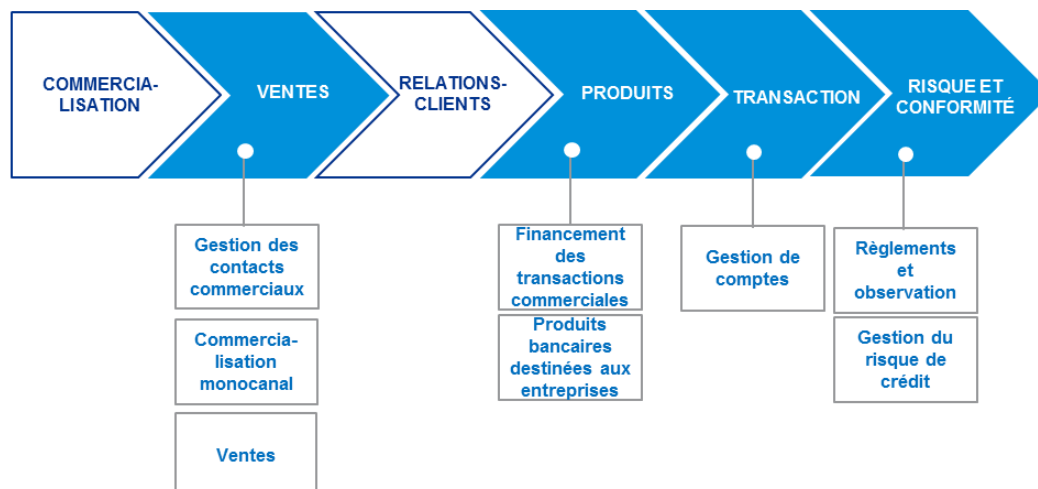 COMMERCIA-
LISATION
VENTES
RELATIONS-
CLIENTS
PRODUITS
TRANSACTION
RISQUE ET
CONFORMITÉ
Gestion des
contacts
commerciaux
Commercia-
lisation
monocanal
Ventes
Financement
des
transactions
commerciales
Produits
bancaires
destinées aux
entreprises
Gestion de
comptes
Règlements et
observation
Gestion du
risque de
crédit